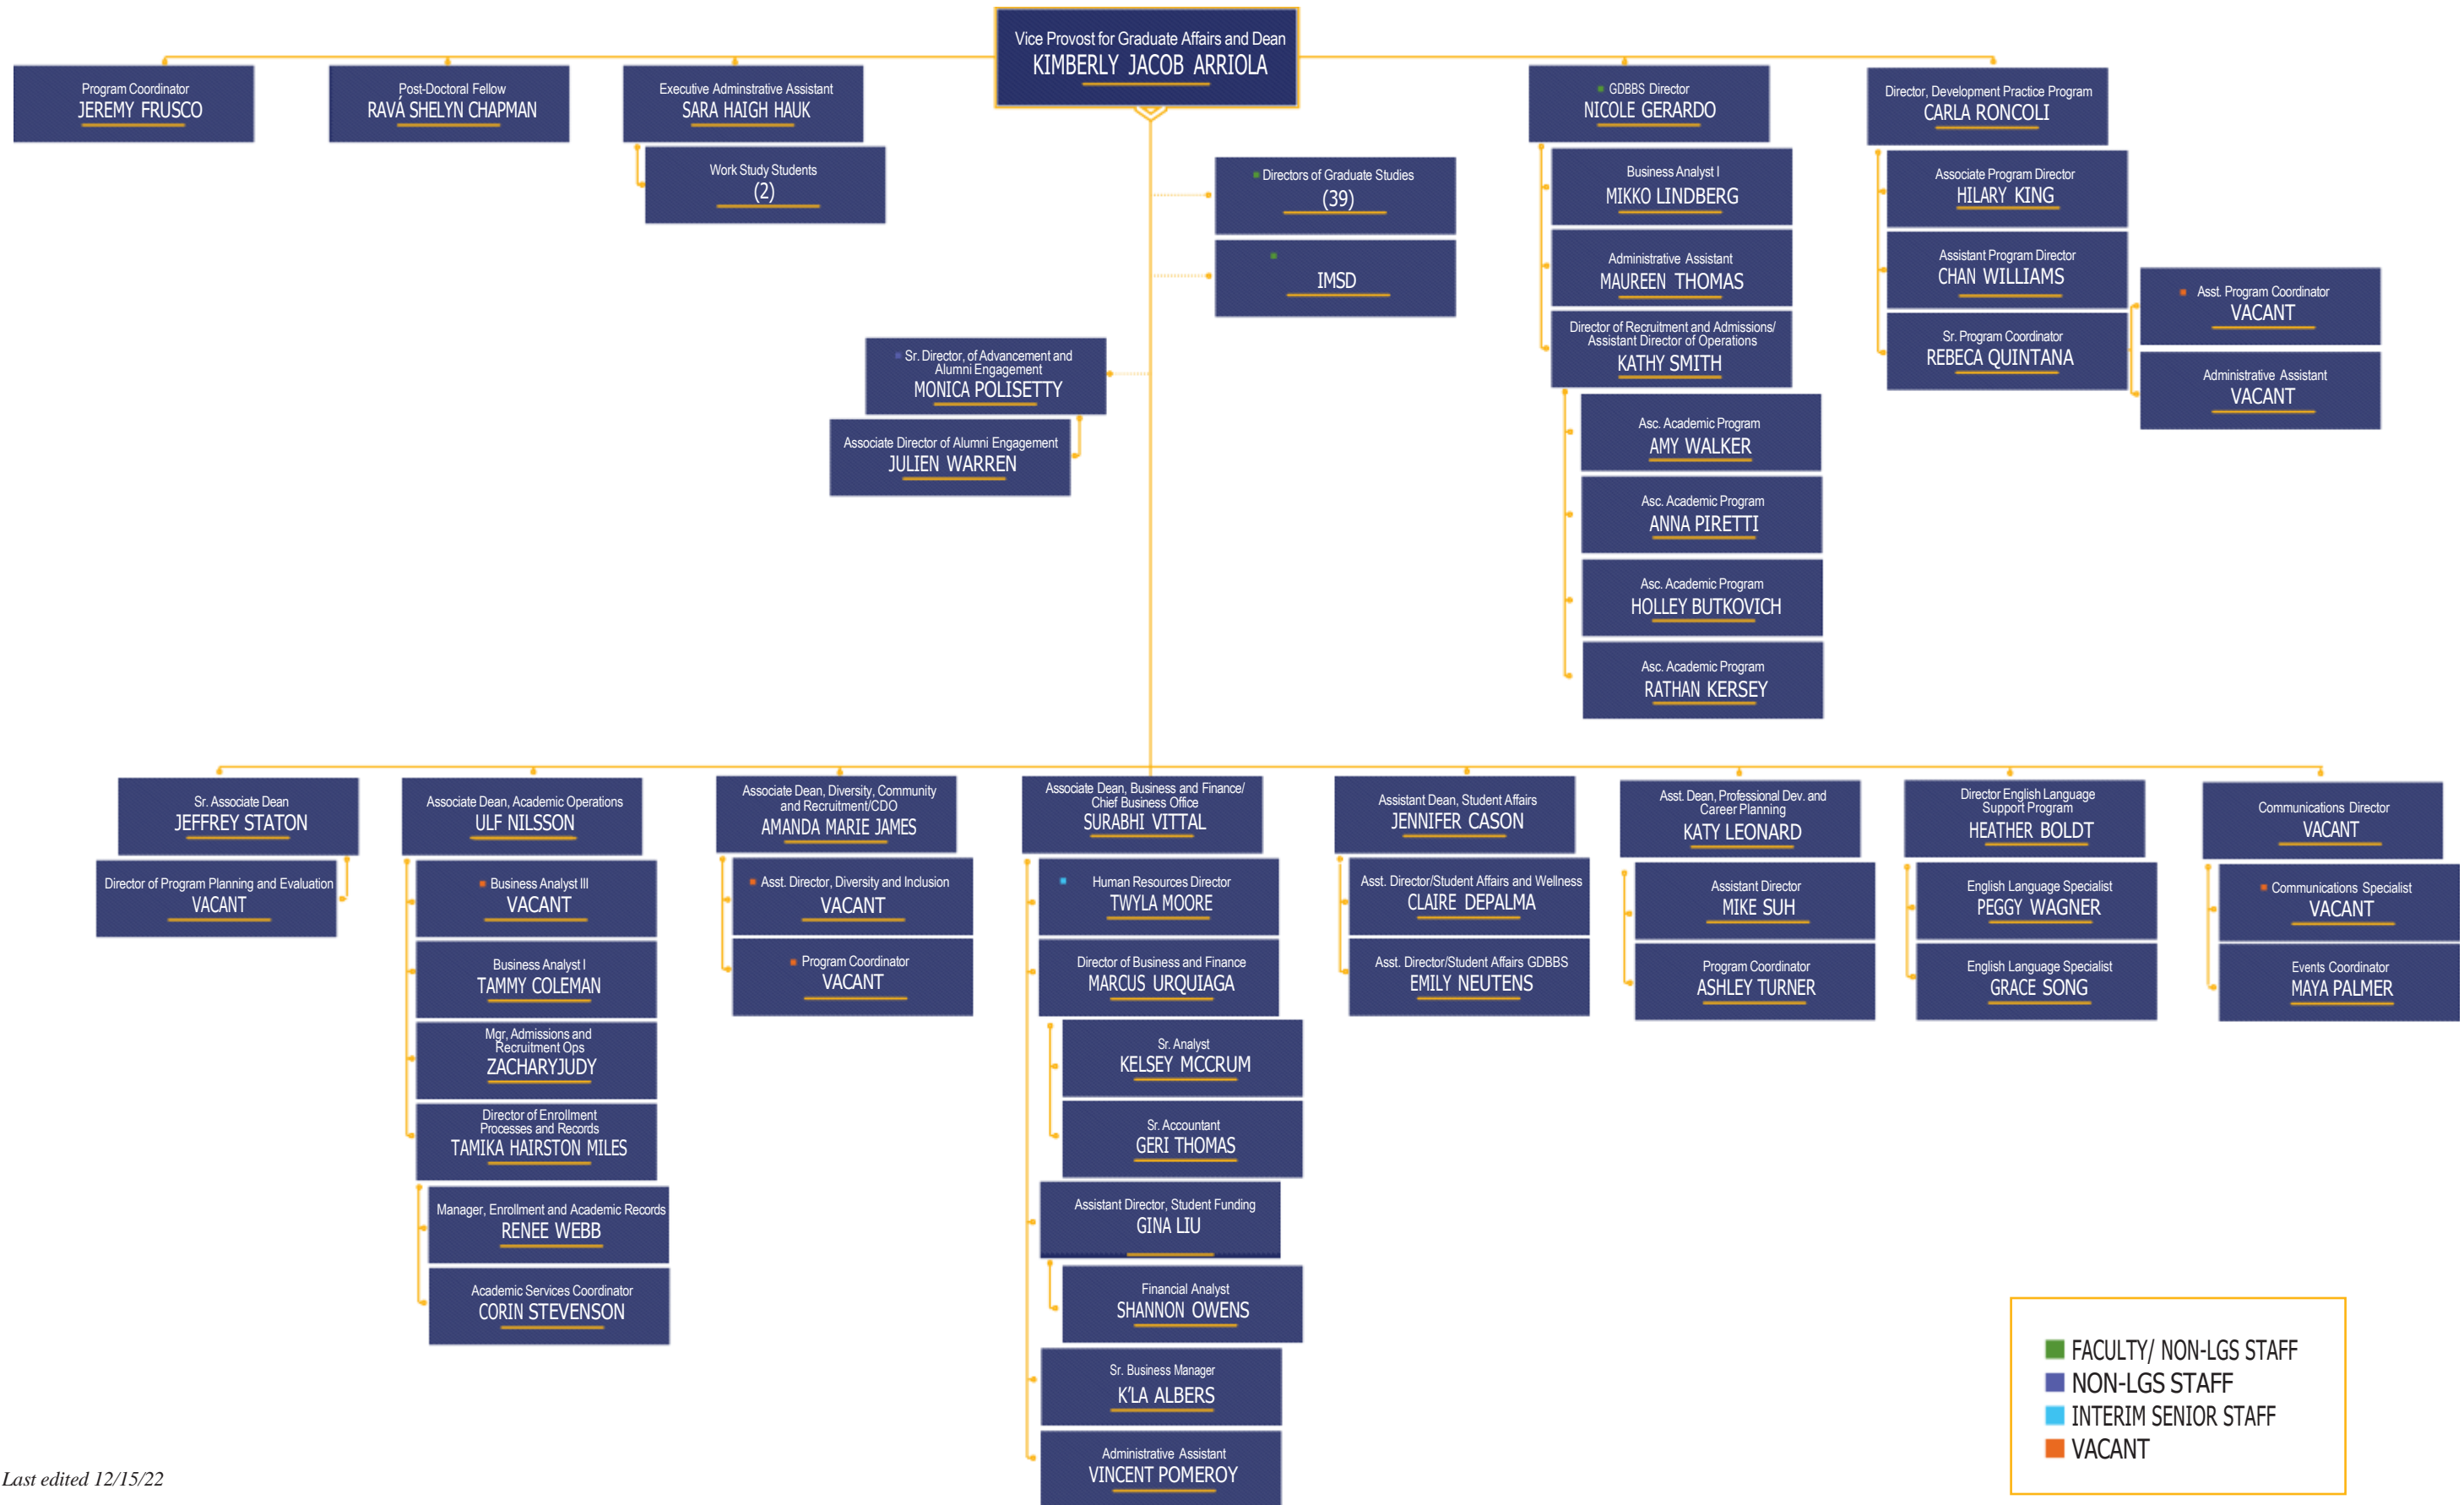 Vice Provost for Graduate Affairs and Dean
KIMBERLY JACOB ARRIOLA
Program Coordinator
JEREMY FRUSCO
Post-Doctoral Fellow
RAVÁ SHELYN CHAPMAN
Executive Adminstrative Assistant
SARA HAIGH HAUK
Work Study Students
(2)
GDBBS Director
NICOLE GERARDO
Business Analyst I
MIKKO LINDBERG
Administrative Assistant
MAUREEN THOMAS
Director of Recruitment and Admissions/
Assistant Director of Operations
KATHY SMITH
Asc. Academic Program
AMY WALKER
Asc. Academic Program
ANNA PIRETTI
Asc. Academic Program
HOLLEY BUTKOVICH
Asc. Academic Program
RATHAN KERSEY
Director, Development Practice Program
CARLA RONCOLI
Associate Program Director
HILARY KING
Assistant Program Director
CHAN WILLIAMS
Sr. Program Coordinator
REBECA QUINTANA
Asst. Program Coordinator
VACANT
Administrative Assistant
VACANT
Directors of Graduate Studies
(39)
IMSD
Sr. Director, of Advancement and
Alumni Engagement
MONICA POLISETTY
Associate Director of Alumni Engagement
JULIEN WARREN
Sr. Associate Dean
JEFFREY STATON
Director of Program Planning and Evaluation
VACANT
Associate Dean, Academic Operations
ULF NILSSON
Business Analyst III
VACANT
Business Analyst I
TAMMY COLEMAN
Mgr, Admissions and
Recruitment Ops
ZACHARYJUDY
Director of Enrollment
Processes and Records
TAMIKA HAIRSTON MILES
Manager, Enrollment and Academic Records
RENEE WEBB
Academic Services Coordinator
CORIN STEVENSON
Associate Dean, Diversity, Community
and Recruitment/CDO
AMANDA MARIE JAMES
Asst. Director, Diversity and Inclusion
VACANT
Program Coordinator
VACANT
Associate Dean, Business and Finance/
Chief Business Office
SURABHI VITTAL
Human Resources Director
TWYLA MOORE
Director of Business and Finance
MARCUS URQUIAGA
Sr. Analyst
KELSEY MCCRUM
Sr. Accountant
GERI THOMAS
Assistant Director, Student Funding
GINA LIU
Financial Analyst
SHANNON OWENS
Sr. Business Manager
K'LA ALBERS
Administrative Assistant
VINCENT POMEROY
Assistant Dean, Student Affairs
JENNIFER CASON
Asst. Director/Student Affairs and Wellness
CLAIRE DEPALMA
Asst. Director/Student Affairs GDBBS
EMILY NEUTENS
Asst. Dean, Professional Dev. and
Career Planning
KATY LEONARD
Assistant Director
MIKE SUH
Program Coordinator
ASHLEY TURNER
Director English Language
Support Program
HEATHER BOLDT
English Language Specialist
PEGGY WAGNER
English Language Specialist
GRACE SONG
Communications Director
VACANT
Communications Specialist
VACANT
Events Coordinator
MAYA PALMER
FACULTY/ NON-LGS STAFF
NON-LGS STAFF
INTERIM SENIOR STAFF
VACANT
Last edited 12/15/22